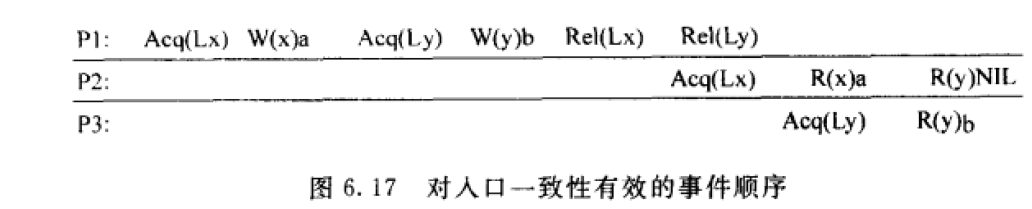 P1: Acq(Lx) W(x)a Acq(Ly) W(y)b Rel(Lx) Rel(Ly)
P2: Acq(Lx) R(x)a R(y)NIL
P3: Acq(Ly) R(y)b
图 6.17 对入口一致性有效的事件顺序